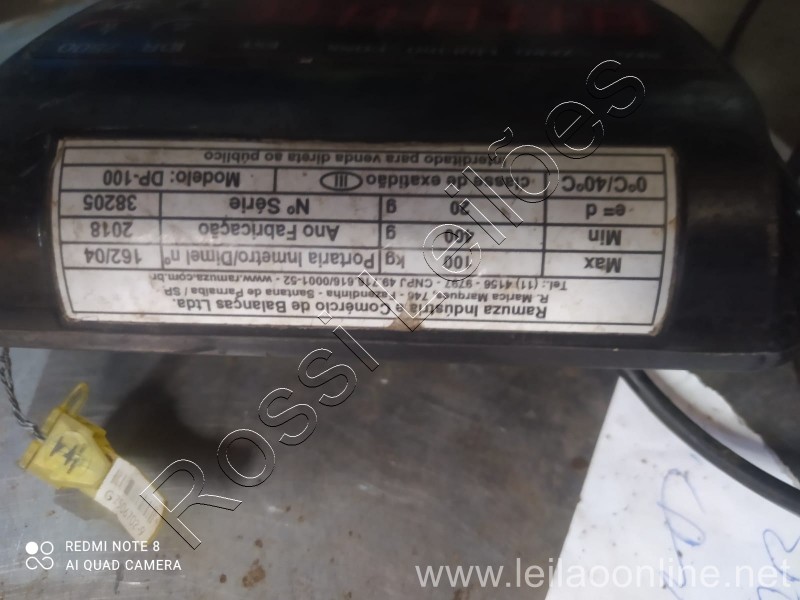 Ramuza Indústria e Comércio de Balanças Ltda.
R. Marica Marques, 746 - Fazendinha - Santana de Parnaíba / SP
Tel.: (11) 4156 - 9797 - CNPJ 49.719.616/0001-52 - www.ramuza.com.br
Max 100 kg Portaria Inmetro/Dimel nº 162/04
Min 400 g Ano Fabricação 2018
e=d 20 g Nº Série 38205
0°C/40°C classe de exatidão III Modelo: DP-100
Interditado para venda direta ao público
Rossi Leilões
REDMI NOTE 8
AI QUAD CAMERA
www.leilaoonline.net